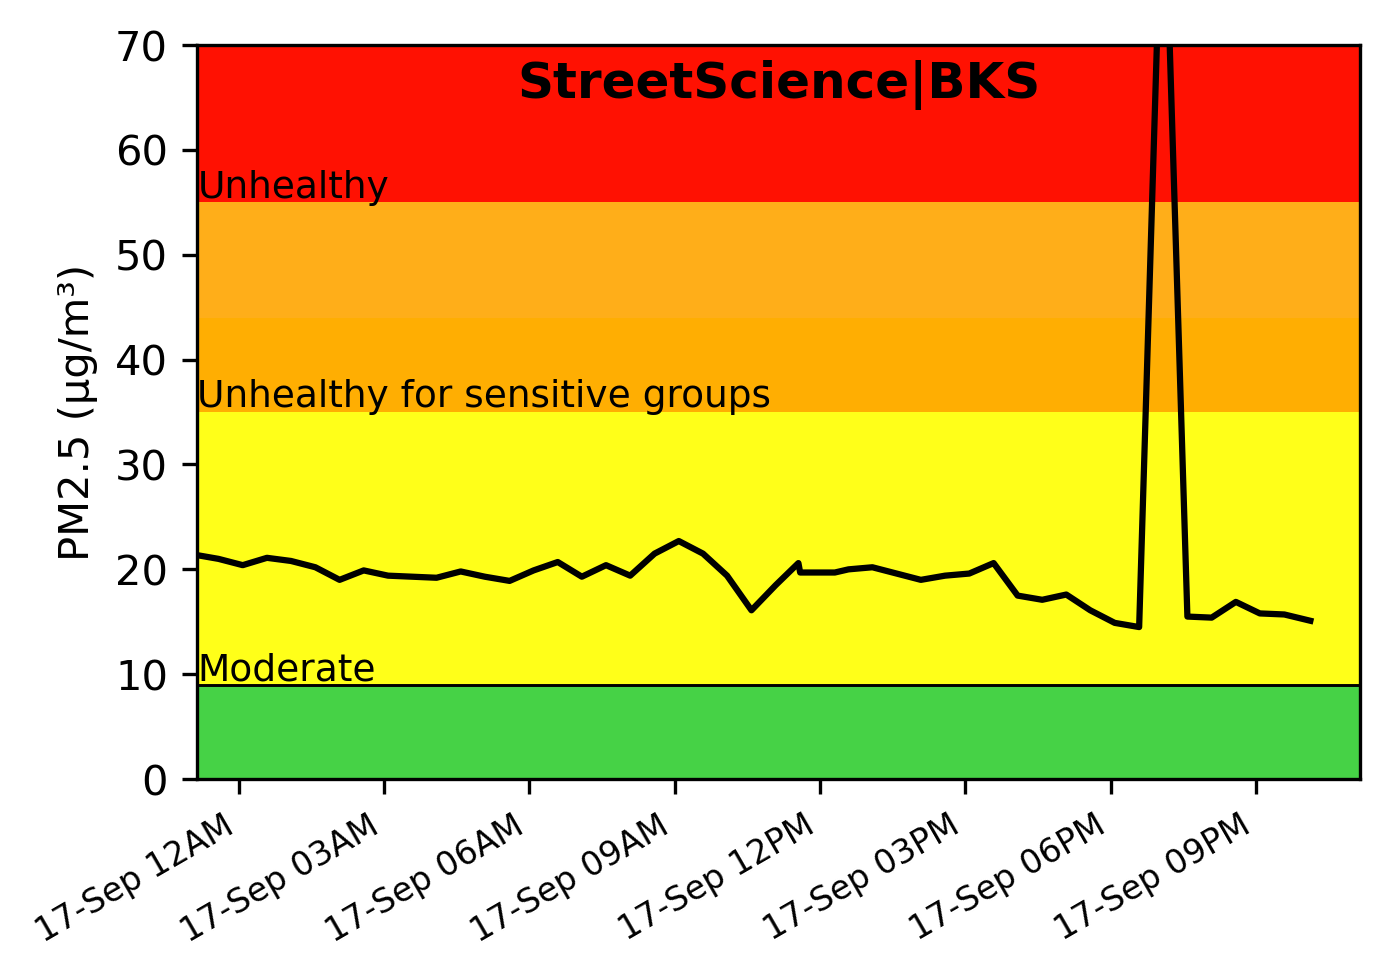 StreetScience|BKS
70
60
50
40
30
20
10
0
PM2.5 (µg/m³)
Unhealthy
Unhealthy for sensitive groups
Moderate
17-Sep 12AM
17-Sep 03AM
17-Sep 06AM
17-Sep 09AM
17-Sep 12PM
17-Sep 03PM
17-Sep 06PM
17-Sep 09PM